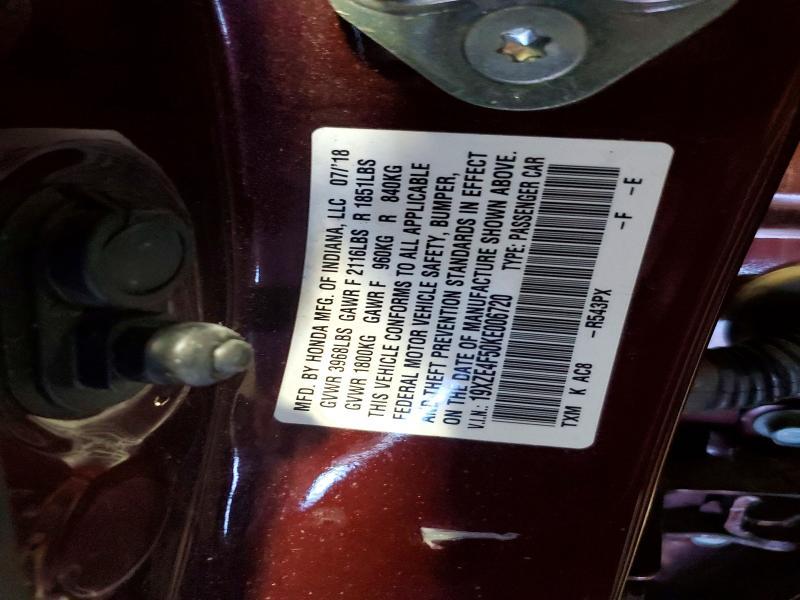 MFD. BY HONDA MFG. OF INDIANA, LLC 07/'18
GVWR 3968LBS GAWR F 2116LBS R 1851LBS
GVWR 1800KG GAWR F 960KG R 840KG
THIS VEHICLE CONFORMS TO ALL APPLICABLE
FEDERAL MOTOR VEHICLE SAFETY, BUMPER,
AND THEFT PREVENTION STANDARDS IN EFFECT
ON THE DATE OF MANUFACTURE SHOWN ABOVE.
V.I.N.: 19XZE4F50KE006720 TYPE: PASSENGER CAR
TXM K AC8 –R543PX –F –E